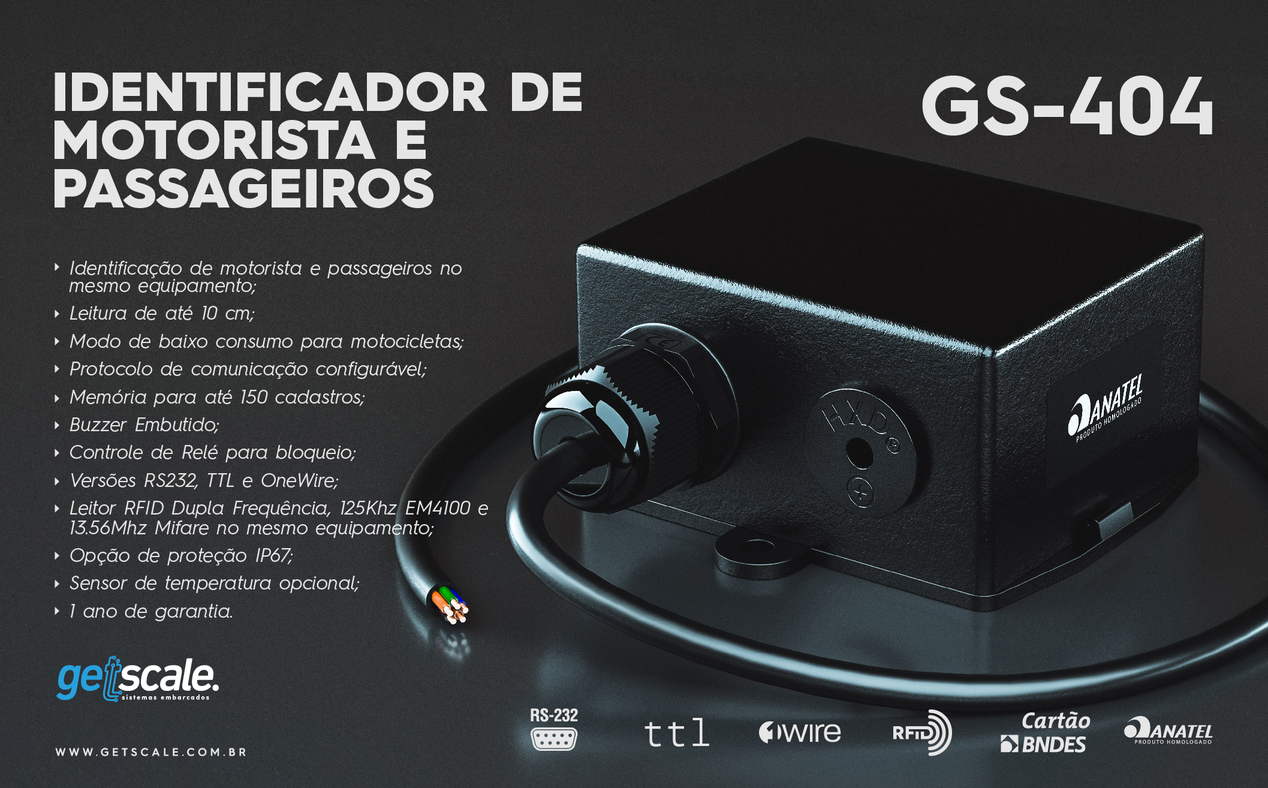 IDENTIFICADOR DE
MOTORISTA E
PASSAGEIROS
GS-404
Identificação de motorista e passageiros no
mesmo equipamento;
Leitura de até 10 cm;
Modo de baixo consumo para motocicletas;
Protocolo de comunicação configurável;
Memória para até 150 cadastros;
Buzzer Embutido;
Controle de Relé para bloqueio;
Versões RS232, TTL e OneWire;
Leitor RFID Dupla Frequência, 125Khz EM4100 e
13.56Mhz Mifare no mesmo equipamento;
Opção de proteção IP67;
Sensor de temperatura opcional;
1 ano de garantia.
HXD
ANATEL
PRODUTO HOMOLOGADO
getscale.
sistemas embarcados
WWW.GETSCALE.COM.BR
RS-232
ttl
1wire
RFID
Cartão
BNDES
ANATEL
PRODUTO HOMOLOGADO